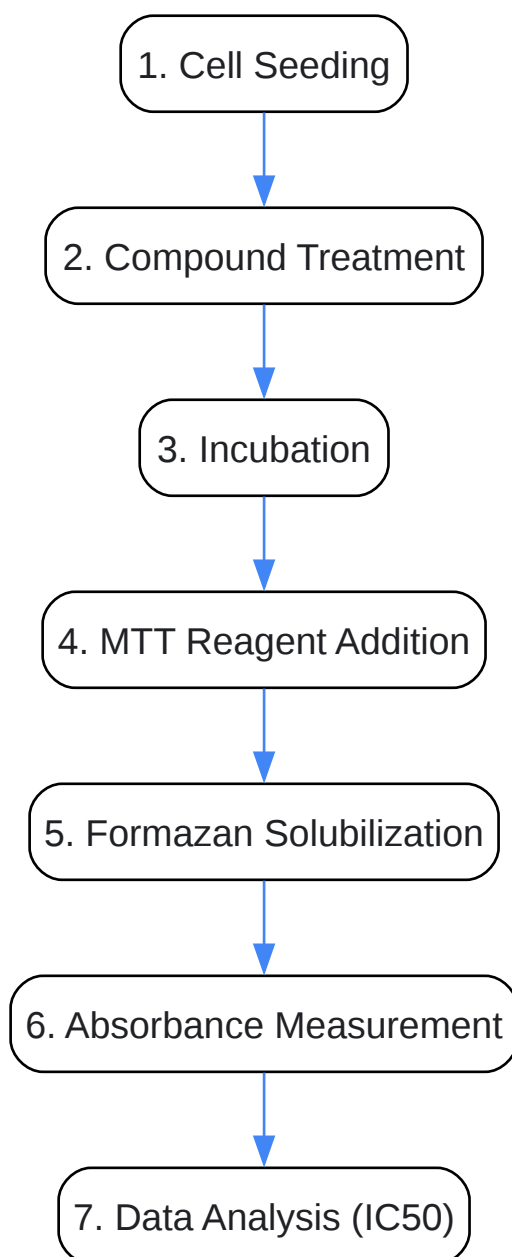 1. Cell Seeding
2. Compound Treatment
3. Incubation
4. MTT Reagent Addition
5. Formazan Solubilization
6. Absorbance Measurement
7. Data Analysis (IC50)